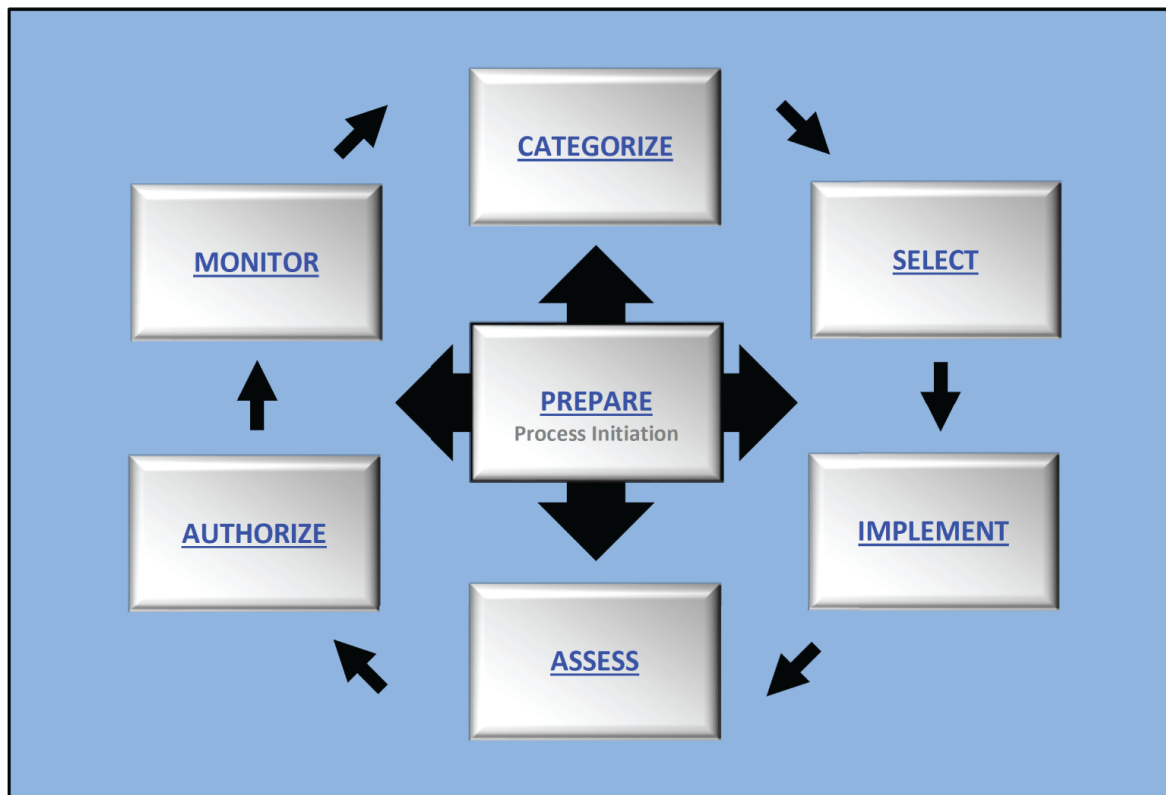 CATEGORIZE
MONITOR
SELECT
PREPARE
Process Initiation
AUTHORIZE
IMPLEMENT
ASSESS